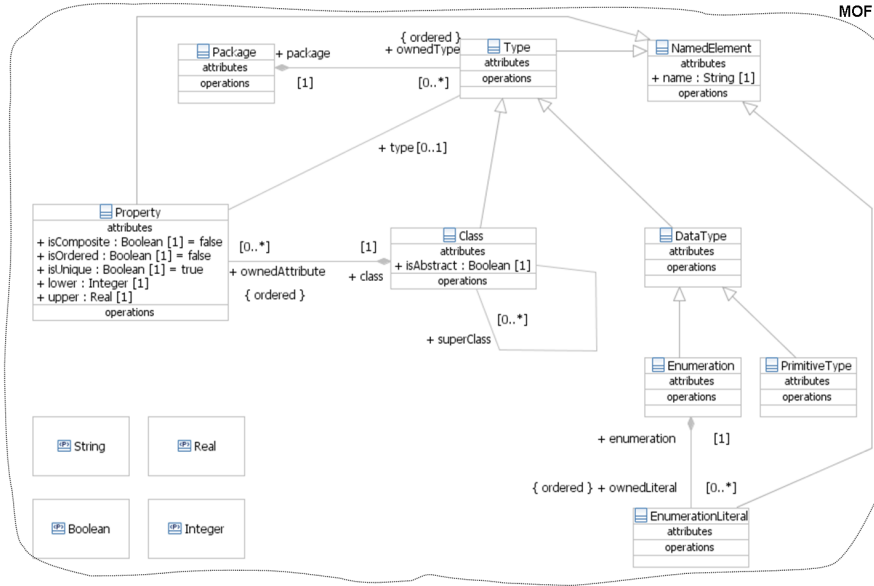 MOF
Package
attributes
operations
+ package
[1]
{ ordered }
+ ownedType
[0..*]
Type
attributes
operations
NamedElement
attributes
+ name : String [1]
operations
+ type [0..1]
Property
attributes
+ isComposite : Boolean [1] = false
+ isOrdered : Boolean [1] = false
+ isUnique : Boolean [1] = true
+ lower : Integer [1]
+ upper : Real [1]
operations
[0..*]
+ ownedAttribute
{ ordered }
[1]
+ class
Class
attributes
+ isAbstract : Boolean [1]
operations
[0..*]
+ superClass
DataType
attributes
operations
Enumeration
attributes
operations
PrimitiveType
attributes
operations
+ enumeration
[1]
{ ordered } + ownedLiteral
[0..*]
EnumerationLiteral
attributes
operations
<P> String
<P> Real
<P> Boolean
<P> Integer